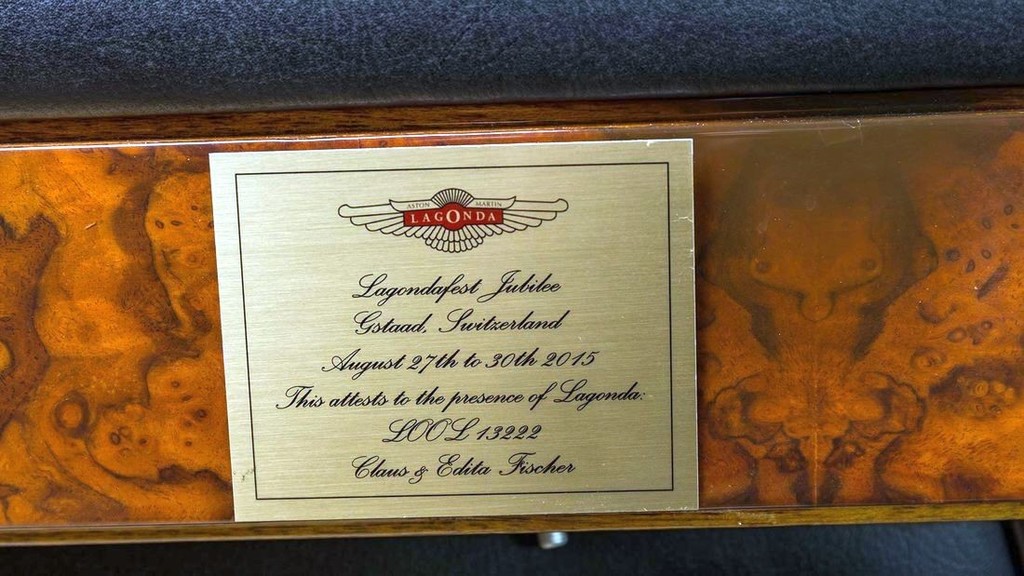 ASTON MARTIN
LAGONDA
Lagondafest Jubilee
Gstaad, Switzerland
August 27th to 30th 2015
This attests to the presence of Lagonda:
LOOL 13222
Claus & Edita Fischer